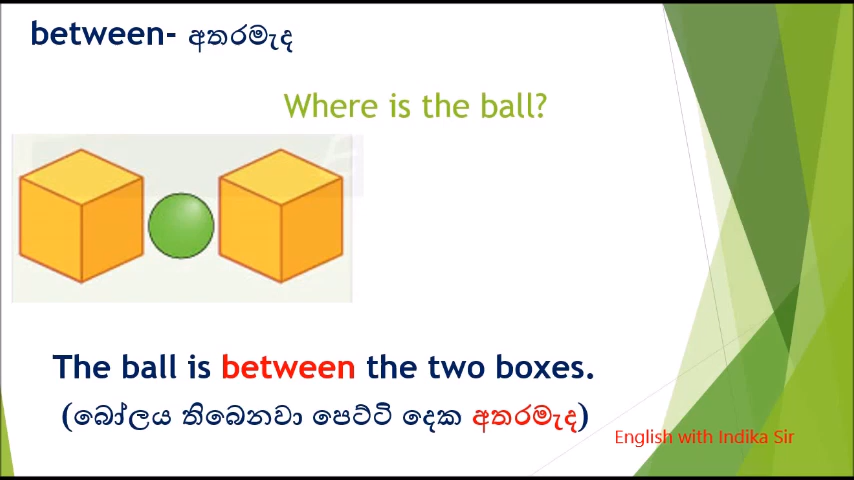 between- අතරමැද
Where is the ball?
The ball is between the two boxes.
(බෝලය තිබෙනවා පෙට්ටි දෙක අතරමැද)
English with Indika Sir